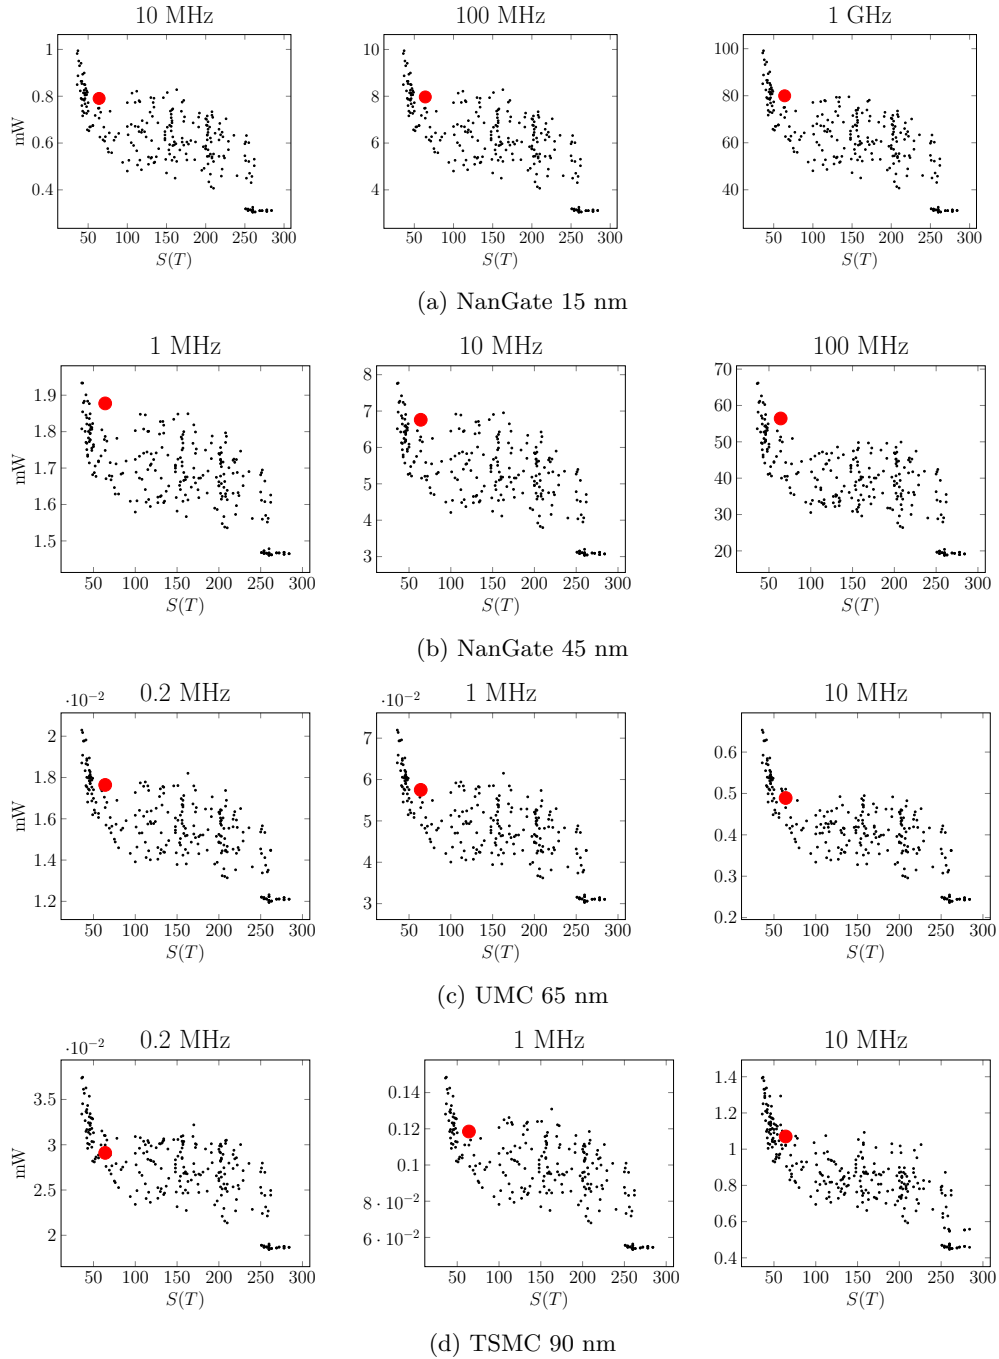 10 MHz 100 MHz 1 GHz
1 10 100
0.8 8 80
0.6 6 60
0.4 4 40
mW
50 100 150 200 250 300 50 100 150 200 250 300 50 100 150 200 250 300
S(T) S(T) S(T)
(a) NanGate 15 nm
1 MHz 10 MHz 100 MHz
1.9 1.8 1.7 1.6 1.5
8 7 6 5 4 3
70 60 50 40 30 20
mW
50 100 150 200 250 300 50 100 150 200 250 300 50 100 150 200 250 300
S(T) S(T) S(T)
(b) NanGate 45 nm
0.2 MHz 1 MHz 10 MHz
·10⁻² ·10⁻²
2 1.8 1.6 1.4 1.2
7 6 5 4 3
0.6 0.5 0.4 0.3 0.2
mW
50 100 150 200 250 300 50 100 150 200 250 300 50 100 150 200 250 300
S(T) S(T) S(T)
(c) UMC 65 nm
0.2 MHz 1 MHz 10 MHz
·10⁻²
3.5 3 2.5 2
0.14 0.12 0.1 8 · 10⁻² 6 · 10⁻²
1.4 1.2 1 0.8 0.6 0.4
mW
50 100 150 200 250 300 50 100 150 200 250 300 50 100 150 200 250 300
S(T) S(T) S(T)
(d) TSMC 90 nm